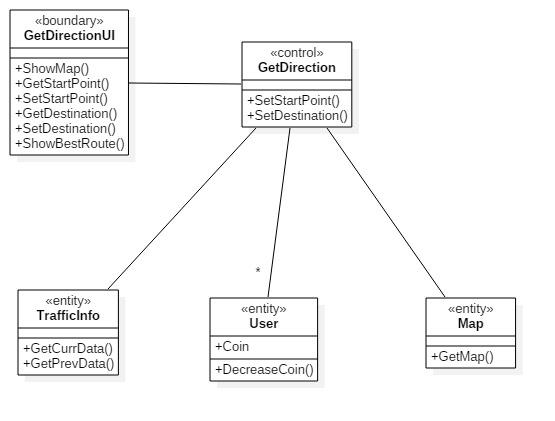 «boundary»
GetDirectionUI
+ShowMap()
+GetStartPoint()
+SetStartPoint()
+GetDestination()
+SetDestination()
+ShowBestRoute()
«control»
GetDirection
+SetStartPoint()
+SetDestination()
*
«entity»
TrafficInfo
+GetCurrData()
+GetPrevData()
«entity»
User
+Coin
+DecreaseCoin()
«entity»
Map
+GetMap()